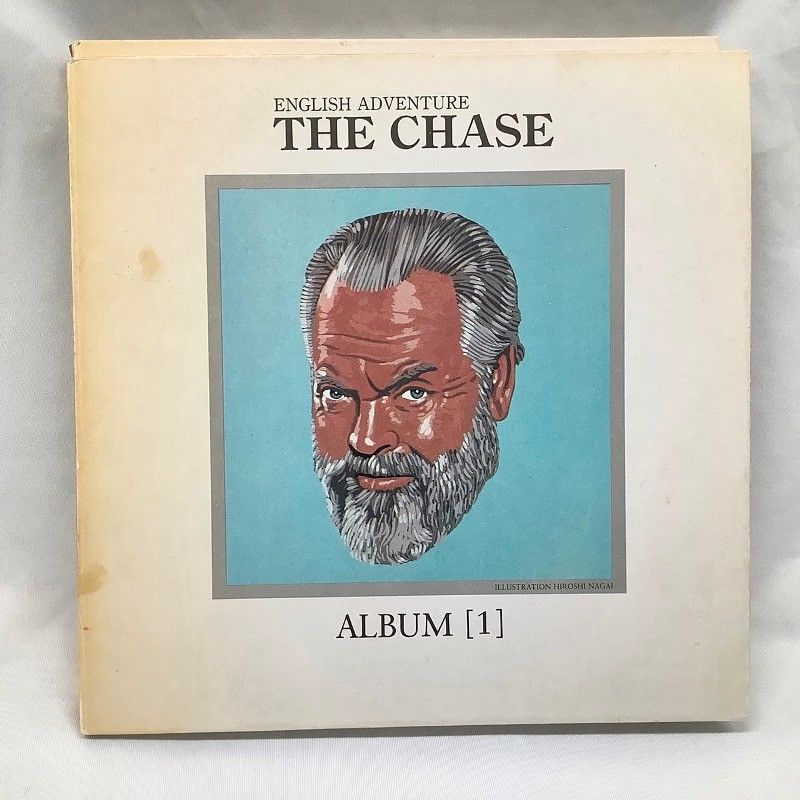 ENGLISH ADVENTURE
THE CHASE
ILLUSTRATION HIROSHI NAGAI
ALBUM [1]